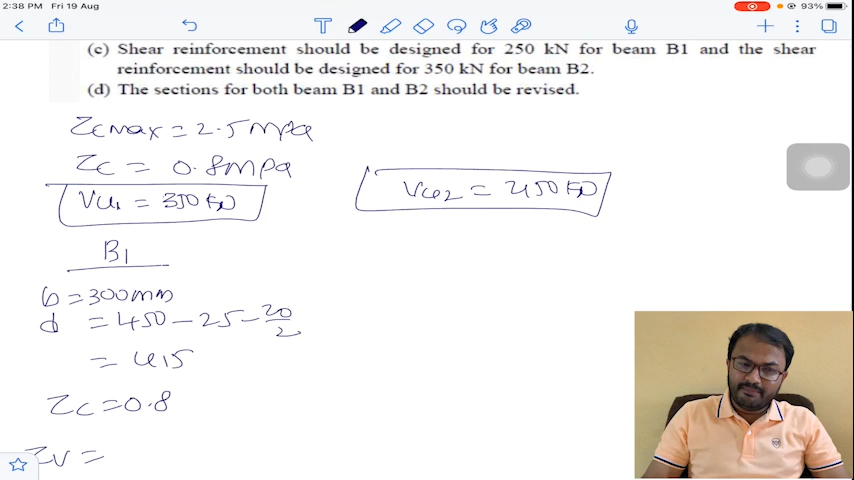 2:38 PM Fri 19 Aug
93%
(c) Shear reinforcement should be designed for 250 kN for beam B1 and the shear
reinforcement should be designed for 350 kN for beam B2.
(d) The sections for both beam B1 and B2 should be revised.
τcmax = 2.5 mpa
τc = 0.8 mpa
Vu1 = 350 kN
Vu2 = 450 kN
B1
b = 300 mm
d = 450 - 25 - 20/2
= 415
τc = 0.8
τv =